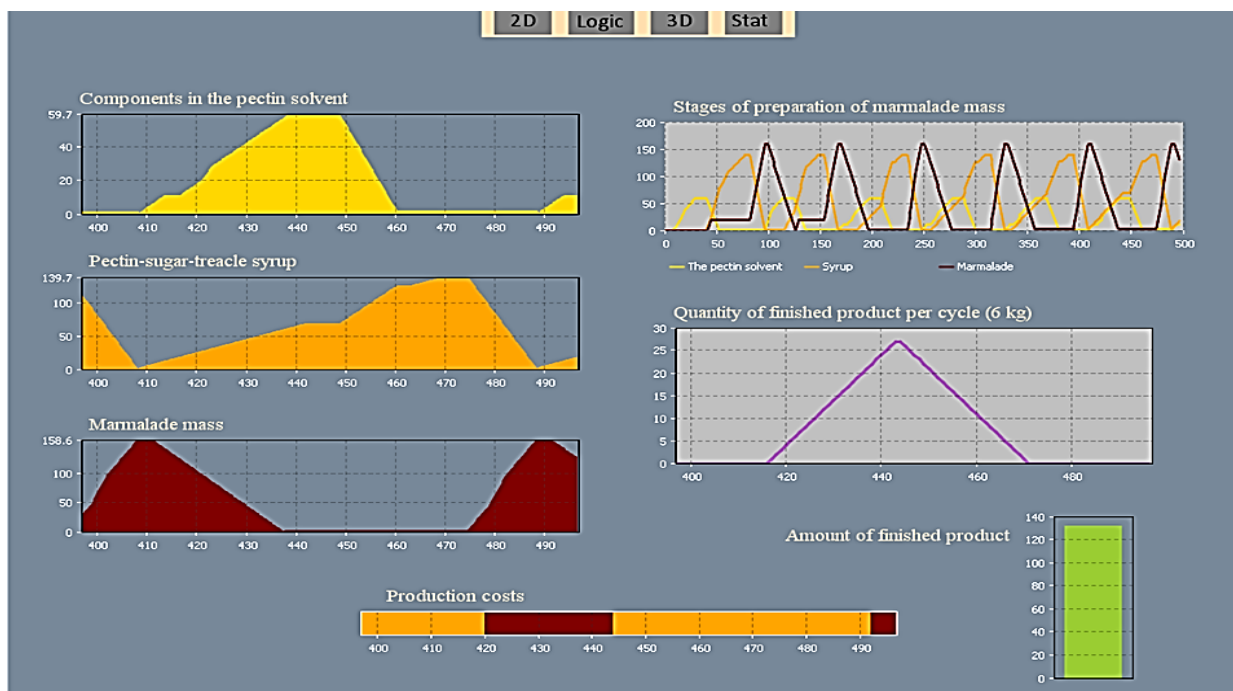 2D Logic 3D Stat
Components in the pectin solvent
59.7
40
20
0
400 410 420 430 440 450 460 470 480 490
Pectin-sugar-treacle syrup
139.7
100
50
0
400 410 420 430 440 450 460 470 480 490
Marmalade mass
158.6
100
50
0
400 410 420 430 440 450 460 470 480 490
Stages of preparation of marmalade mass
200
150
100
50
0
0 50 100 150 200 250 300 350 400 450 500
The pectin solvent Syrup Marmalade
Quantity of finished product per cycle (6 kg)
30
25
20
15
10
5
0
400 420 440 460 480
Amount of finished product
140
120
100
80
60
40
20
0
Production costs
400 410 420 430 440 450 460 470 480 490